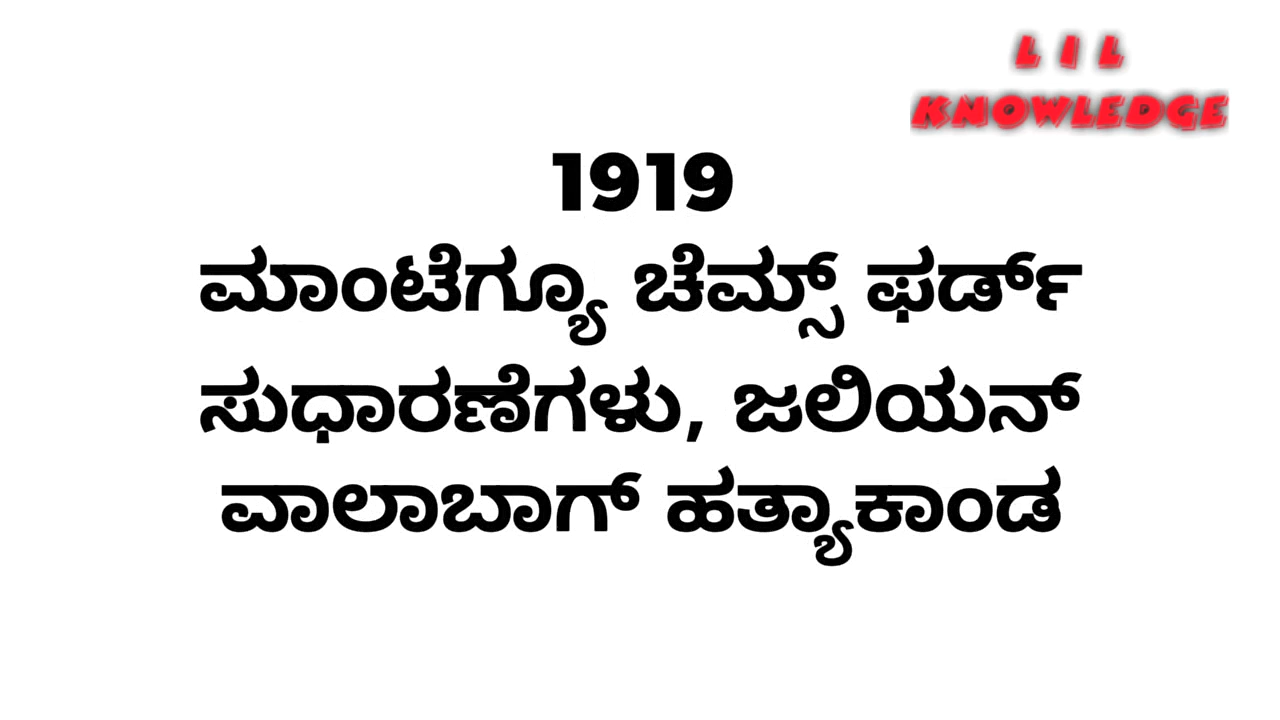 L I L
KNOWLEDGE
1919
ಮಾಂಟೆಗ್ಯೂ ಚೆಮ್ಸ್ ಫರ್ಡ್
ಸುಧಾರಣೆಗಳು, ಜಲಿಯನ್
ವಾಲಾಬಾಗ್ ಹತ್ಯಾಕಾಂಡ